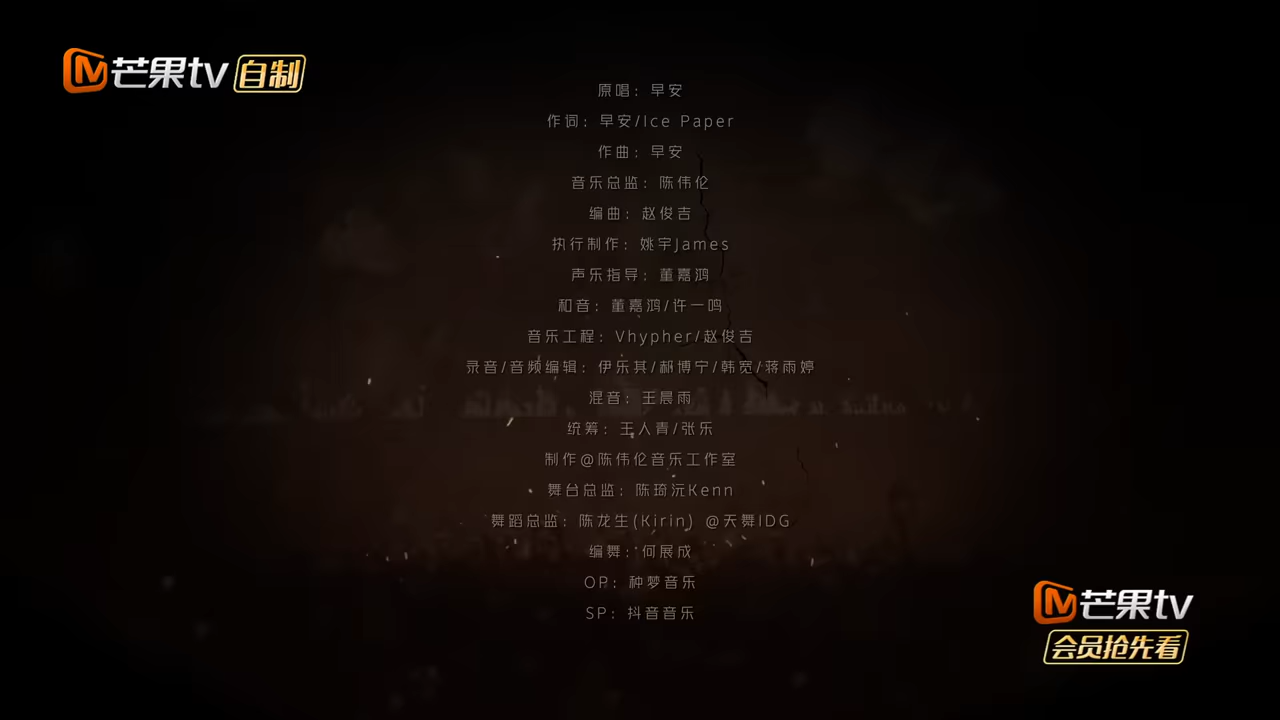 芒果tv 自制
原唱：早安
作词：早安/Ice Paper
作曲：早安
音乐总监：陈伟伦
编曲：赵俊吉
执行制作：姚宇James
声乐指导：董嘉鸿
和音：董嘉鸿/许一鸣
音乐工程：Vhypher/赵俊吉
录音/音频编辑：伊乐其/郝博宁/韩宽/蒋雨婷
混音：王晨雨
统筹：王人青/张乐
制作@陈伟伦音乐工作室
舞台总监：陈琦沅Kenn
舞蹈总监：陈龙生(Kirin) @天舞IDG
编舞：何展成
OP：种梦音乐
SP：抖音音乐
芒果tv
会员抢先看